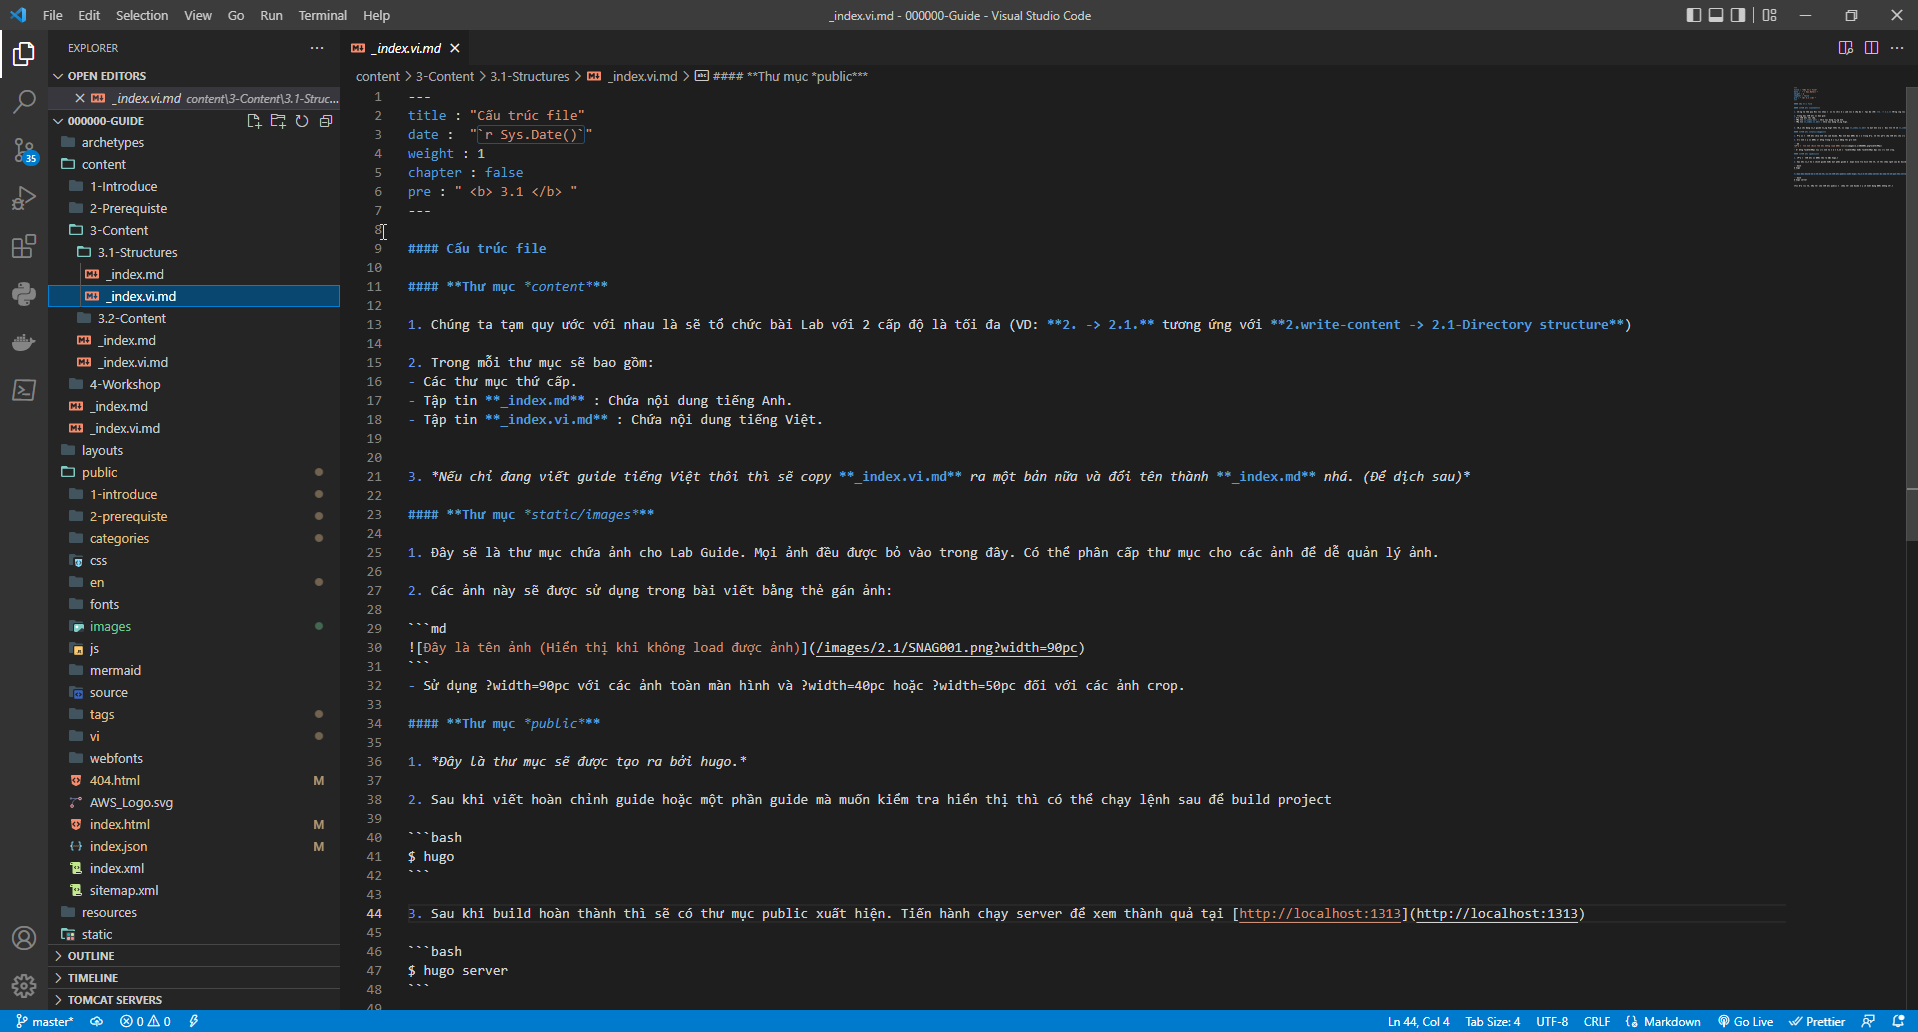 File Edit Selection View Go Run Terminal Help
_index.vi.md - 000000-Guide - Visual Studio Code
EXPLORER
OPEN EDITORS
_index.vi.md content\3-Content\3.1-Struc...
000000-GUIDE
archetypes
content
1-Introduce
2-Prerequiste
3-Content
3.1-Structures
_index.md
_index.vi.md
3.2-Content
_index.md
_index.vi.md
4-Workshop
_index.md
_index.vi.md
layouts
public
1-introduce
2-prerequiste
categories
css
en
fonts
images
js
mermaid
source
tags
vi
webfonts
404.html M
AWS_Logo.svg
index.html M
index.json M
index.xml
sitemap.xml
resources
static
OUTLINE
TIMELINE
TOMCAT SERVERS
35
_index.vi.md
content > 3-Content > 3.1-Structures > _index.vi.md > #### **Thư mục *public***
1 ---
2 title : "Cấu trúc file"
3 date : "`r Sys.Date()`"
4 weight : 1
5 chapter : false
6 pre : " <b> 3.1 </b> "
7 ---
8
9 #### Cấu trúc file
10
11 #### **Thư mục *content***
12
13 1. Chúng ta tạm quy ước với nhau là sẽ tổ chức bài Lab với 2 cấp độ là tối đa (VD: **2. -> 2.1.** tương ứng với **2.write-content -> 2.1-Directory structure**)
14
15 2. Trong mỗi thư mục sẽ bao gồm:
16 - Các thư mục thứ cấp.
17 - Tập tin **_index.md** : Chứa nội dung tiếng Anh.
18 - Tập tin **_index.vi.md** : Chứa nội dung tiếng Việt.
19
20
21 3. *Nếu chỉ đang viết guide tiếng Việt thôi thì sẽ copy **_index.vi.md** ra một bản nữa và đổi tên thành **_index.md** nhá. (Để dịch sau)*
22
23 #### **Thư mục *static/images***
24
25 1. Đây sẽ là thư mục chứa ảnh cho Lab Guide. Mọi ảnh đều được bỏ vào trong đây. Có thể phân cấp thư mục cho các ảnh để dễ quản lý ảnh.
26
27 2. Các ảnh này sẽ được sử dụng trong bài viết bằng thẻ gán ảnh:
28
29 ```md
30 ![Đây là tên ảnh (Hiển thị khi không load được ảnh)](/images/2.1/SNAG001.png?width=90pc)
31 ```
32 - Sử dụng ?width=90pc với các ảnh toàn màn hình và ?width=40pc hoặc ?width=50pc đối với các ảnh crop.
33
34 #### **Thư mục *public***
35
36 1. *Đây là thư mục sẽ được tạo ra bởi hugo.*
37
38 2. Sau khi viết hoàn chỉnh guide hoặc một phần guide mà muốn kiểm tra hiển thị thì có thể chạy lệnh sau để build project
39
40 ```bash
41 $ hugo
42 ```
43
44 3. Sau khi build hoàn thành thì sẽ có thư mục public xuất hiện. Tiến hành chạy server để xem thành quả tại [http://localhost:1313](http://localhost:1313)
45
46 ```bash
47 $ hugo server
48 ```
49
master* 0 0
Ln 44, Col 4 Tab Size: 4 UTF-8 CRLF Markdown Go Live Prettier